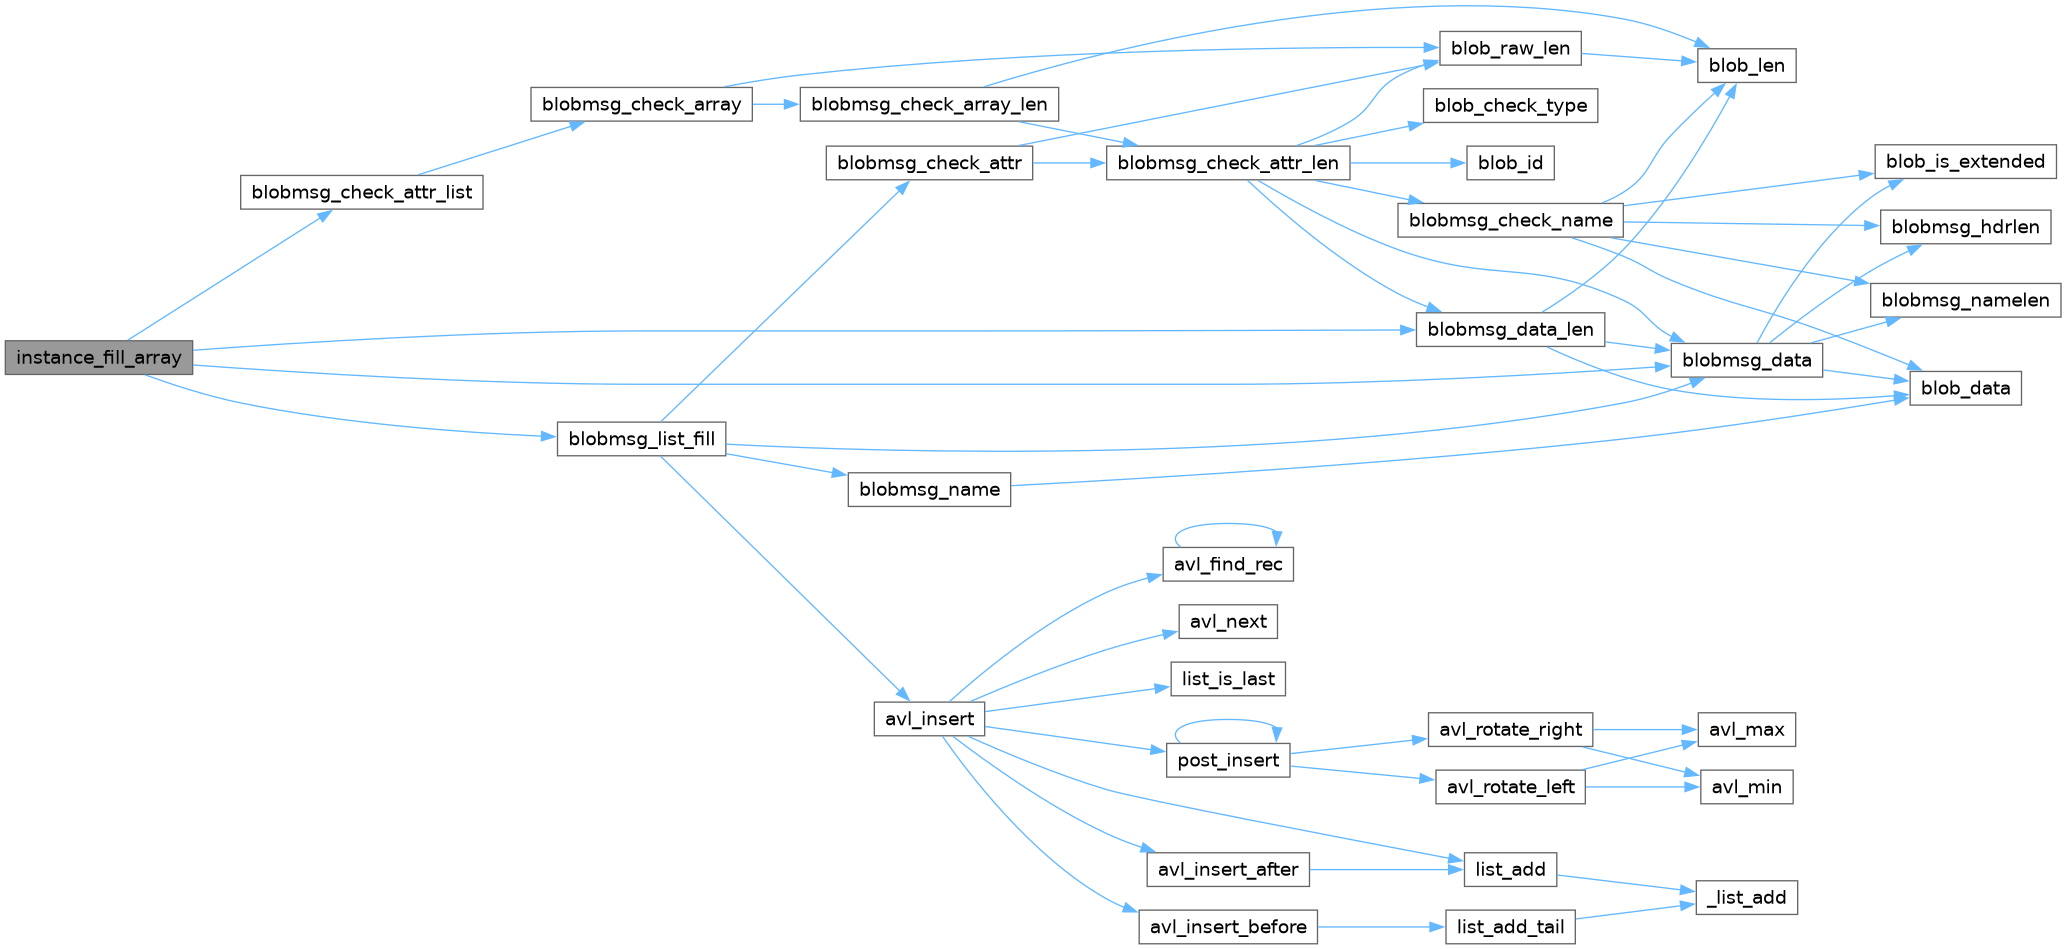 instance_fill_array
blobmsg_check_attr_list
blobmsg_check_array
blobmsg_check_array_len
blob_raw_len
blob_len
blobmsg_check_attr
blobmsg_check_attr_len
blob_check_type
blob_id
blobmsg_check_name
blob_is_extended
blobmsg_hdrlen
blobmsg_namelen
blobmsg_data_len
blobmsg_data
blob_data
blobmsg_list_fill
blobmsg_name
avl_insert
avl_find_rec
avl_next
list_is_last
post_insert
avl_rotate_right
avl_rotate_left
avl_max
avl_min
avl_insert_after
list_add
_list_add
avl_insert_before
list_add_tail